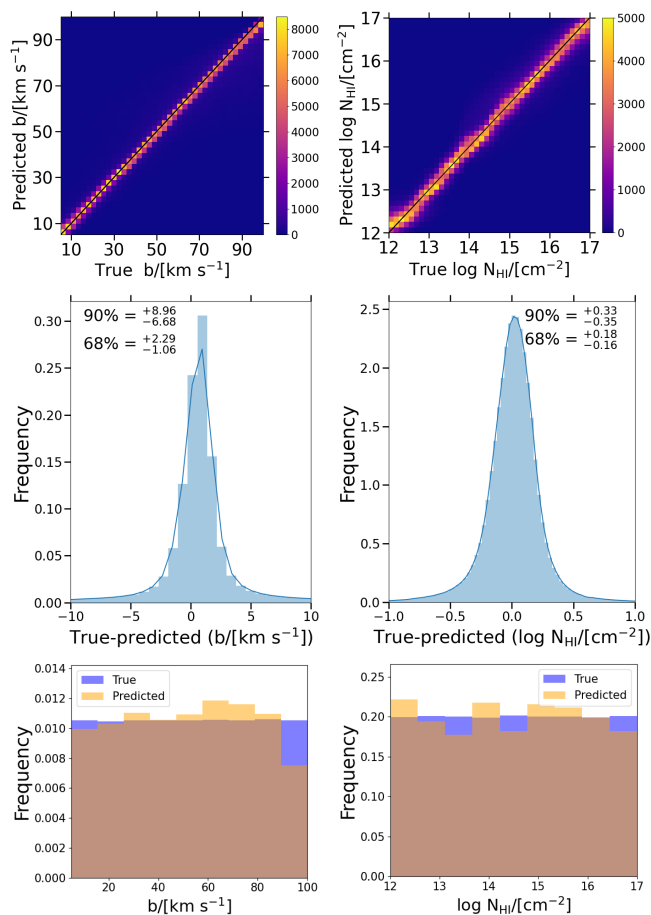 90
70
50
30
10
10 30 50 70 90
Predicted b/[km s⁻¹]
True b/[km s⁻¹]
8000
7000
6000
5000
4000
3000
2000
1000
0
17
16
15
14
13
12
12 13 14 15 16 17
Predicted log N_HI/[cm⁻²]
True log N_HI/[cm⁻²]
5000
4000
3000
2000
1000
0
90% = +8.96 −6.68
68% = +2.29 −1.06
0.30
0.25
0.20
0.15
0.10
0.05
0.00
−10 −5 0 5 10
Frequency
True-predicted (b/[km s⁻¹])
90% = +0.33 −0.35
68% = +0.18 −0.16
2.5
2.0
1.5
1.0
0.5
0.0
−1.0 −0.5 0.0 0.5 1.0
Frequency
True-predicted (log N_HI/[cm⁻²])
True
Predicted
0.014
0.012
0.010
0.008
0.006
0.004
0.002
0.000
20 40 60 80 100
Frequency
b/[km s⁻¹]
True
Predicted
0.25
0.20
0.15
0.10
0.05
0.00
12 13 14 15 16 17
Frequency
log N_HI/[cm⁻²]